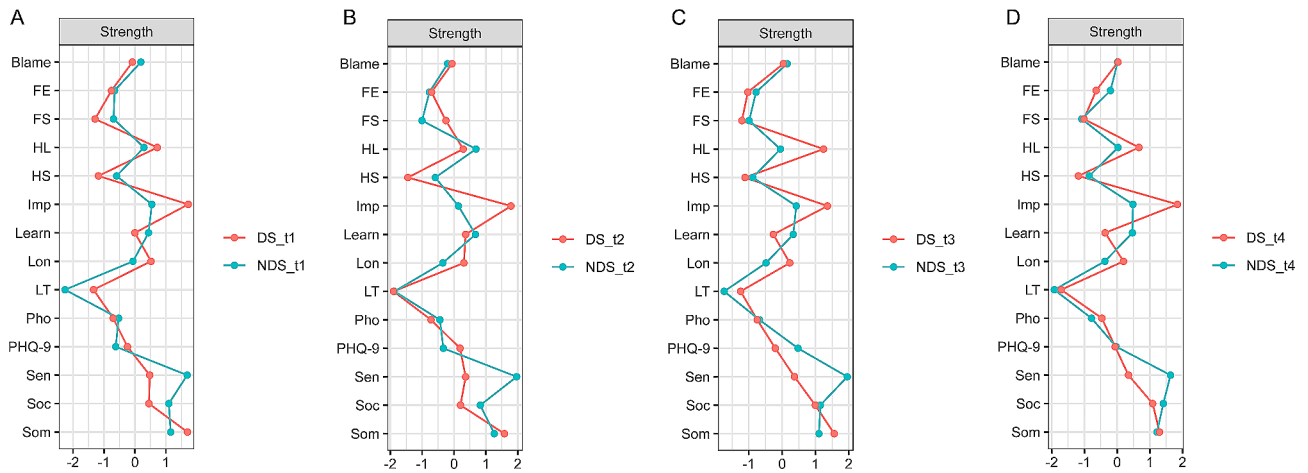 A
Strength
Blame
FE
FS
HL
HS
Imp
Learn
Lon
LT
Pho
PHQ-9
Sen
Soc
Som
-2 -1 0 1
DS_t1
NDS_t1
B
Strength
Blame
FE
FS
HL
HS
Imp
Learn
Lon
LT
Pho
PHQ-9
Sen
Soc
Som
-2 -1 0 1 2
DS_t2
NDS_t2
C
Strength
Blame
FE
FS
HL
HS
Imp
Learn
Lon
LT
Pho
PHQ-9
Sen
Soc
Som
-1 0 1 2
DS_t3
NDS_t3
D
Strength
Blame
FE
FS
HL
HS
Imp
Learn
Lon
LT
Pho
PHQ-9
Sen
Soc
Som
-2 -1 0 1 2
DS_t4
NDS_t4